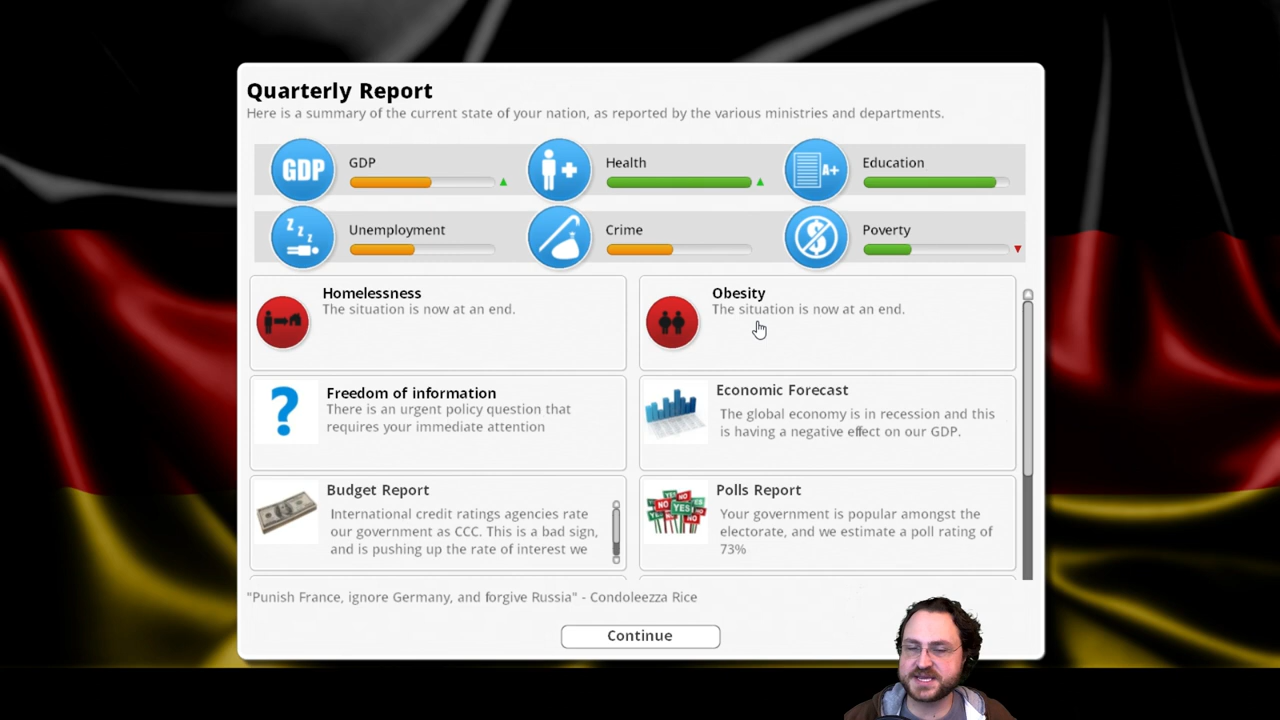 Quarterly Report
Here is a summary of the current state of your nation, as reported by the various ministries and departments.
GDP
GDP
Health
A+
Education
Z Z Z
Unemployment
Crime
$
Poverty
Homelessness
The situation is now at an end.
Obesity
The situation is now at an end.
?
Freedom of information
There is an urgent policy question that
requires your immediate attention
Economic Forecast
The global economy is in recession and this
is having a negative effect on our GDP.
Budget Report
International credit ratings agencies rate
our government as CCC. This is a bad sign,
and is pushing up the rate of interest we
NO YES NO NO
Polls Report
Your government is popular amongst the
electorate, and we estimate a poll rating of
73%
"Punish France, ignore Germany, and forgive Russia" - Condoleezza Rice
Continue